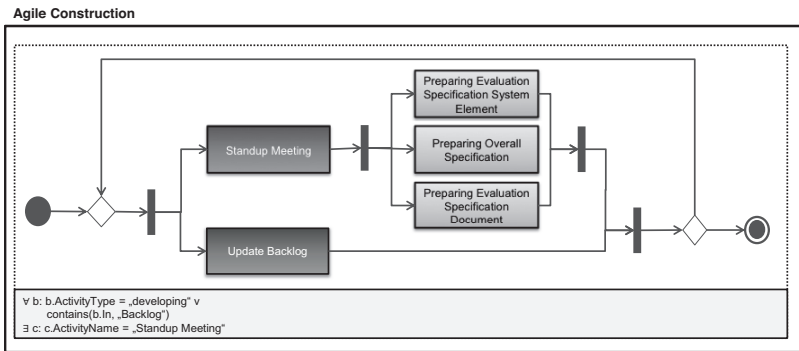 Agile Construction
Preparing Evaluation
Specification System
Element
Standup Meeting
Preparing Overall
Specification
Preparing Evaluation
Specification
Document
Update Backlog
∀ b: b.ActivityType = „developing“ v
contains(b.In, „Backlog“)
∃ c: c.ActivityName = „Standup Meeting“